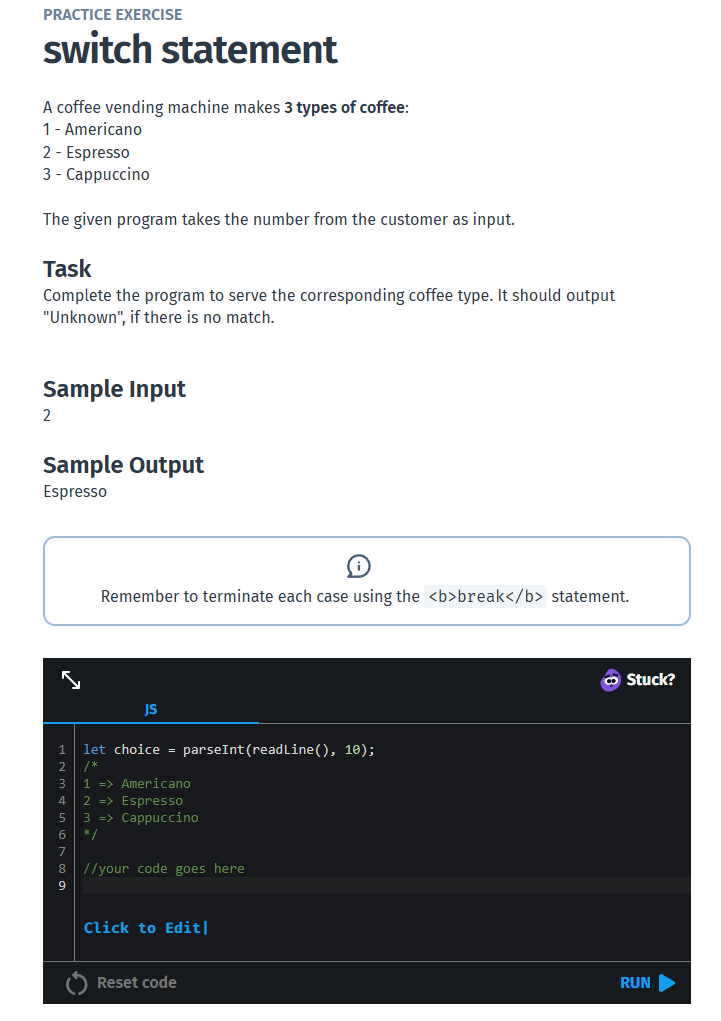 PRACTICE EXERCISE
switch statement
A coffee vending machine makes 3 types of coffee:
1 - Americano
2 - Espresso
3 - Cappuccino
The given program takes the number from the customer as input.
Task
Complete the program to serve the corresponding coffee type. It should output
"Unknown", if there is no match.
Sample Input
2
Sample Output
Espresso
Remember to terminate each case using the <b>break</b> statement.
Stuck?
JS
1 let choice = parseInt(readLine(), 10);
2 /*
3 1 => Americano
4 2 => Espresso
5 3 => Cappuccino
6 */
7
8 //your code goes here
9
Click to Edit|
Reset code
RUN